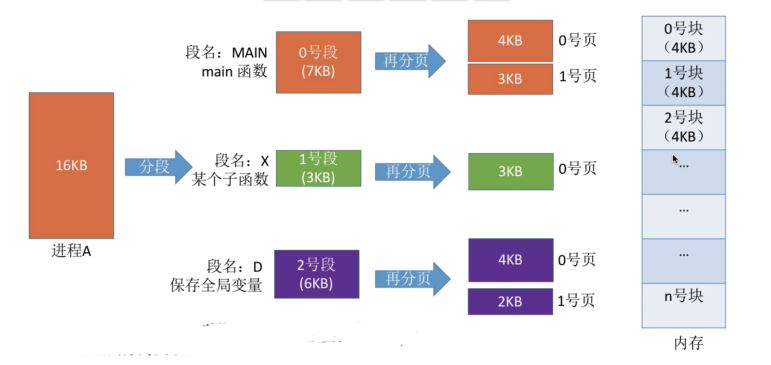 进程A
16KB
分段
段名：MAIN
main 函数
0号段
(7KB)
再分页
4KB
0号页
3KB
1号页
段名：X
某个子函数
1号段
(3KB)
再分页
3KB
0号页
段名：D
保存全局变量
2号段
(6KB)
再分页
4KB
0号页
2KB
1号页
0号块
（4KB）
1号块
（4KB）
2号块
（4KB）
...
...
...
n号块
内存